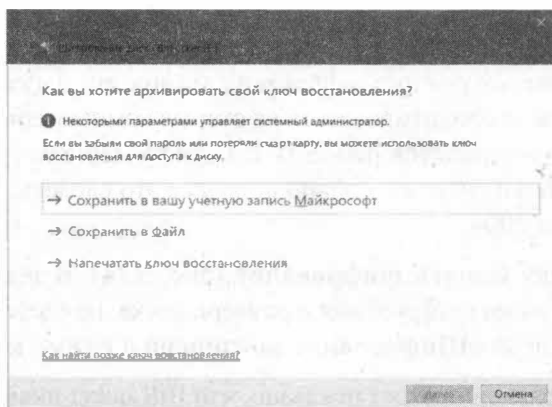 Как вы хотите архивировать свой ключ восстановления?
Некоторыми параметрами управляет системный администратор.
Если вы забыли свой пароль или потеряли смарт-карту, вы можете использовать ключ
восстановления для доступа к диску.
→ Сохранить в вашу учетную запись Майкрософт
→ Сохранить в файл
→ Напечатать ключ восстановления
Как найти позже ключ восстановления?
Далее
Отмена